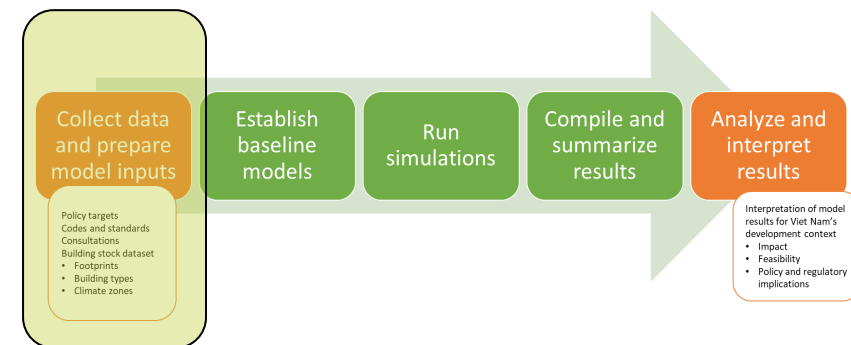 Collect data
and prepare
model inputs
Policy targets
Codes and standards
Consultations
Building stock dataset
• Footprints
• Building types
• Climate zones
Establish
baseline
models
Run
simulations
Compile and
summarize
results
Analyze and
interpret
results
Interpretation of model
results for Viet Nam's
development context
• Impact
• Feasibility
• Policy and regulatory
implications